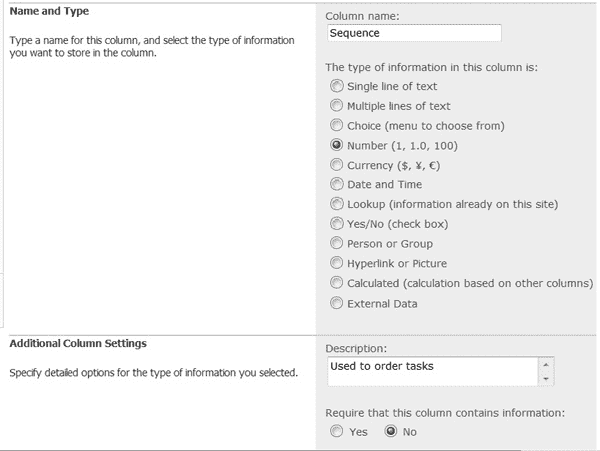 Name and Type
Type a name for this column, and select the type of information
you want to store in the column.
Column name:
Sequence
The type of information in this column is:
Single line of text
Multiple lines of text
Choice (menu to choose from)
Number (1, 1.0, 100)
Currency ($, ¥, €)
Date and Time
Lookup (information already on this site)
Yes/No (check box)
Person or Group
Hyperlink or Picture
Calculated (calculation based on other columns)
External Data
Additional Column Settings
Specify detailed options for the type of information you selected.
Description:
Used to order tasks
Require that this column contains information:
Yes No